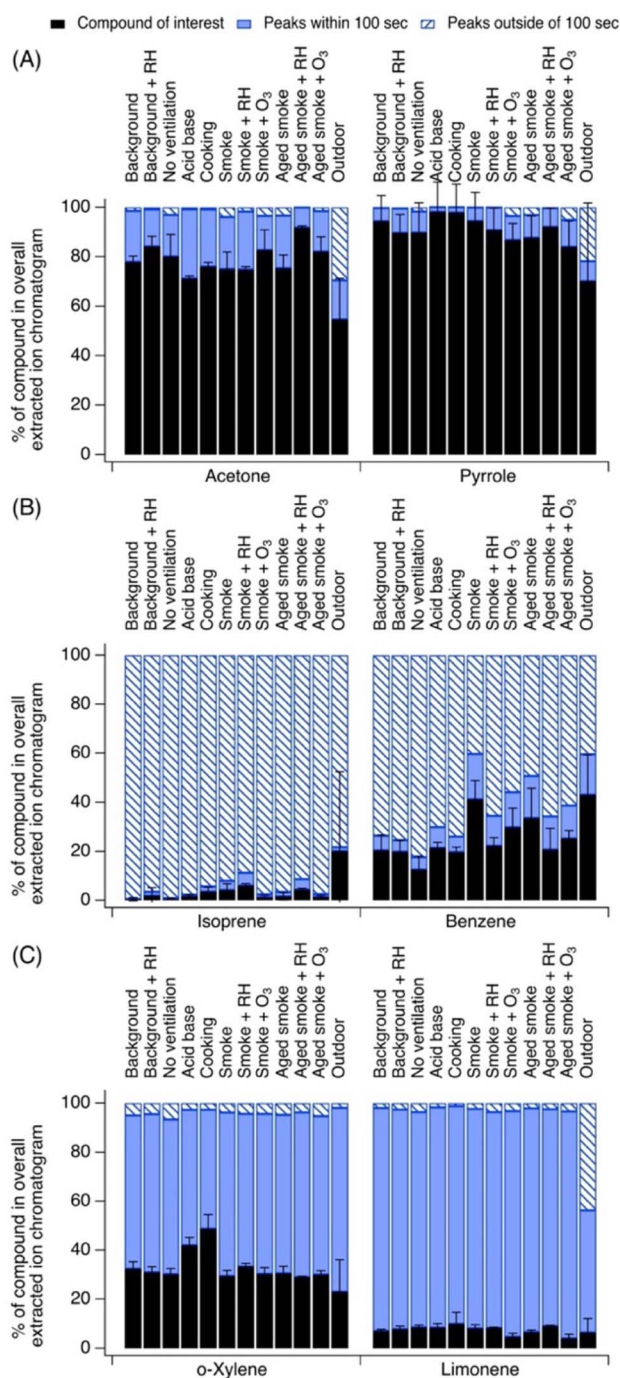 Compound of interest Peaks within 100 sec Peaks outside of 100 sec
(A)
Background
Background + RH
No ventilation
Acid base
Cooking
Smoke
Smoke + RH
Smoke + O₃
Aged smoke
Aged smoke + RH
Aged smoke + O₃
Outdoor
Background
Background + RH
No ventilation
Acid base
Cooking
Smoke
Smoke + RH
Smoke + O₃
Aged smoke
Aged smoke + RH
Aged smoke + O₃
Outdoor
% of compound in overall
extracted ion chromatogram
100
80
60
40
20
0
Acetone Pyrrole
(B)
Background
Background + RH
No ventilation
Acid base
Cooking
Smoke
Smoke + RH
Smoke + O₃
Aged smoke
Aged smoke + RH
Aged smoke + O₃
Outdoor
Background
Background + RH
No ventilation
Acid base
Cooking
Smoke
Smoke + RH
Smoke + O₃
Aged smoke
Aged smoke + RH
Aged smoke + O₃
Outdoor
% of compound in overall
extracted ion chromatogram
100
80
60
40
20
0
Isoprene Benzene
(C)
Background
Background + RH
No ventilation
Acid base
Cooking
Smoke
Smoke + RH
Smoke + O₃
Aged smoke
Aged smoke + RH
Aged smoke + O₃
Outdoor
Background
Background + RH
No ventilation
Acid base
Cooking
Smoke
Smoke + RH
Smoke + O₃
Aged smoke
Aged smoke + RH
Aged smoke + O₃
Outdoor
% of compound in overall
extracted ion chromatogram
100
80
60
40
20
0
o-Xylene Limonene